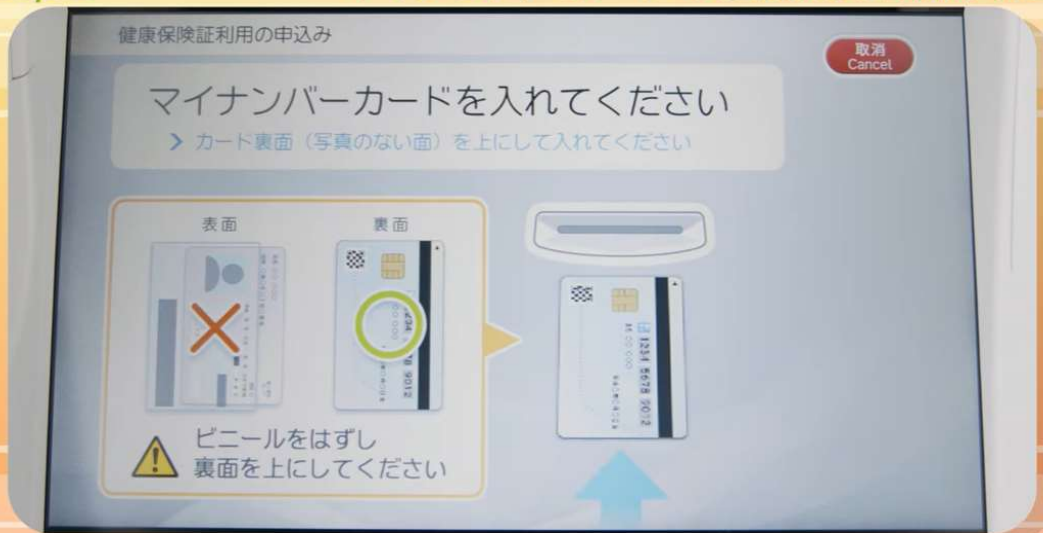 健康保険証利用の申込み
取消
Cancel
マイナンバーカードを入れてください
カード裏面（写真のない面）を上にして入れてください
表面
裏面
1234 5678 9012
ビニールをはずし
裏面を上にしてください